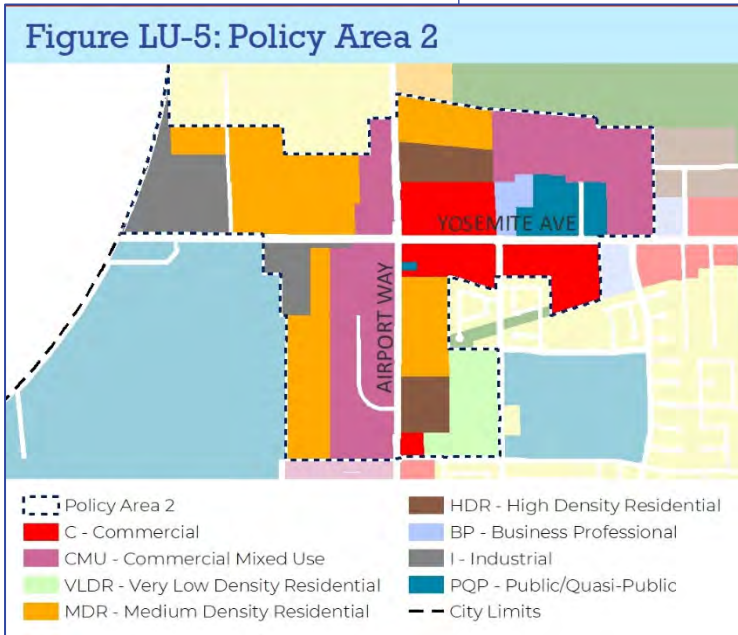 Figure LU-5: Policy Area 2
YOSEMITE AVE
AIRPORT WAY
Policy Area 2
C - Commercial
CMU - Commercial Mixed Use
VLDR - Very Low Density Residential
MDR - Medium Density Residential
HDR - High Density Residential
BP - Business Professional
I - Industrial
PQP - Public/Quasi-Public
City Limits